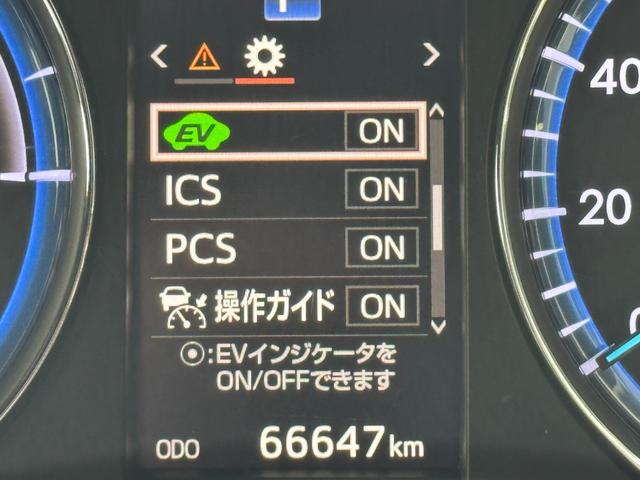 EV ON
ICS ON
PCS ON
操作ガイド ON
⦿:EVインジケータを
ON/OFFできます
ODO 66647km
40
20
0